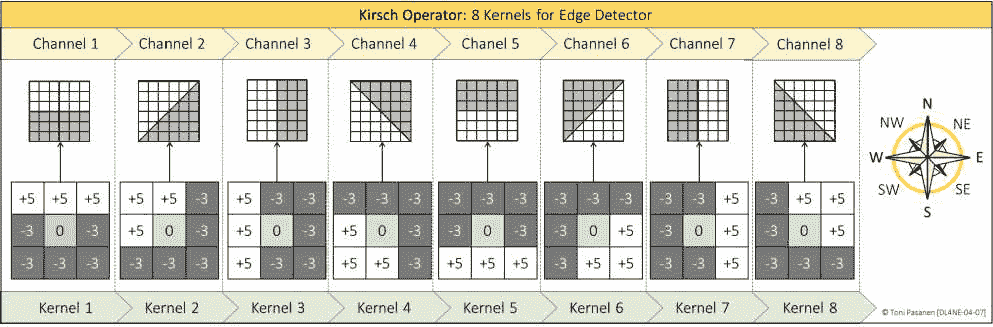 Kirsch Operator: 8 Kernels for Edge Detector
Channel 1 Channel 2 Channel 3 Channel 4 Chanel 5 Channel 6 Channel 7 Channel 8
+5 +5 +5 +5 +5 -3 +5 -3 -3 -3 -3 -3 -3 -3 -3 -3 -3 -3 -3 -3 +5 -3 +5 +5
-3 0 -3 +5 0 -3 +5 0 -3 +5 0 -3 -3 0 -3 -3 0 +5 -3 0 +5 -3 0 +5
-3 -3 -3 -3 -3 -3 +5 -3 -3 +5 +5 -3 +5 +5 +5 -3 +5 +5 -3 -3 +5 -3 -3 -3
Kernel 1 Kernel 2 Kernel 3 Kernel 4 Kernel 5 Kernel 6 Kernel 7 Kernel 8
N
NW NE
W E
SW SE
S
© Toni Pasanen [DL4NE-04-07]